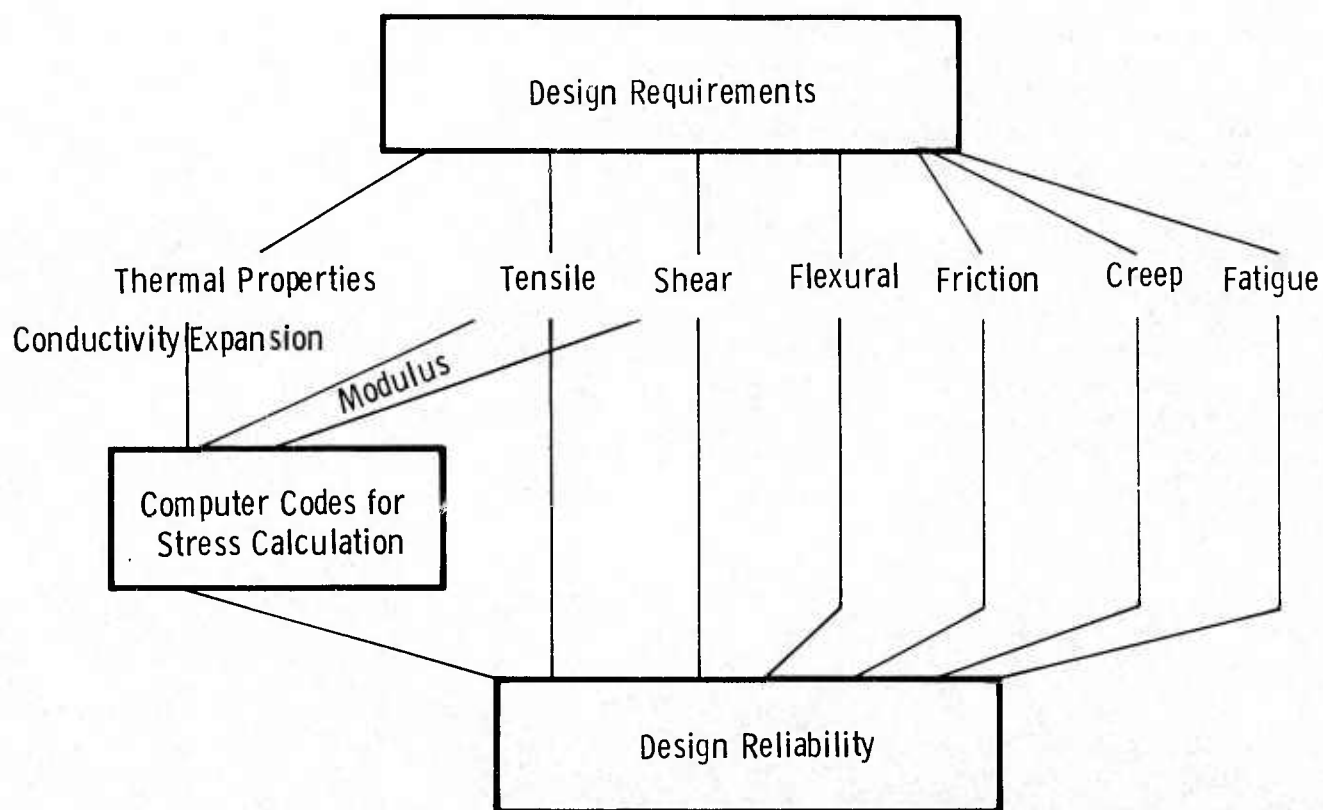 Design Requirements
Thermal Properties
Tensile
Shear
Flexural
Friction
Creep
Fatigue
Conductivity Expansion
Modulus
Computer Codes for
Stress Calculation
Design Reliability